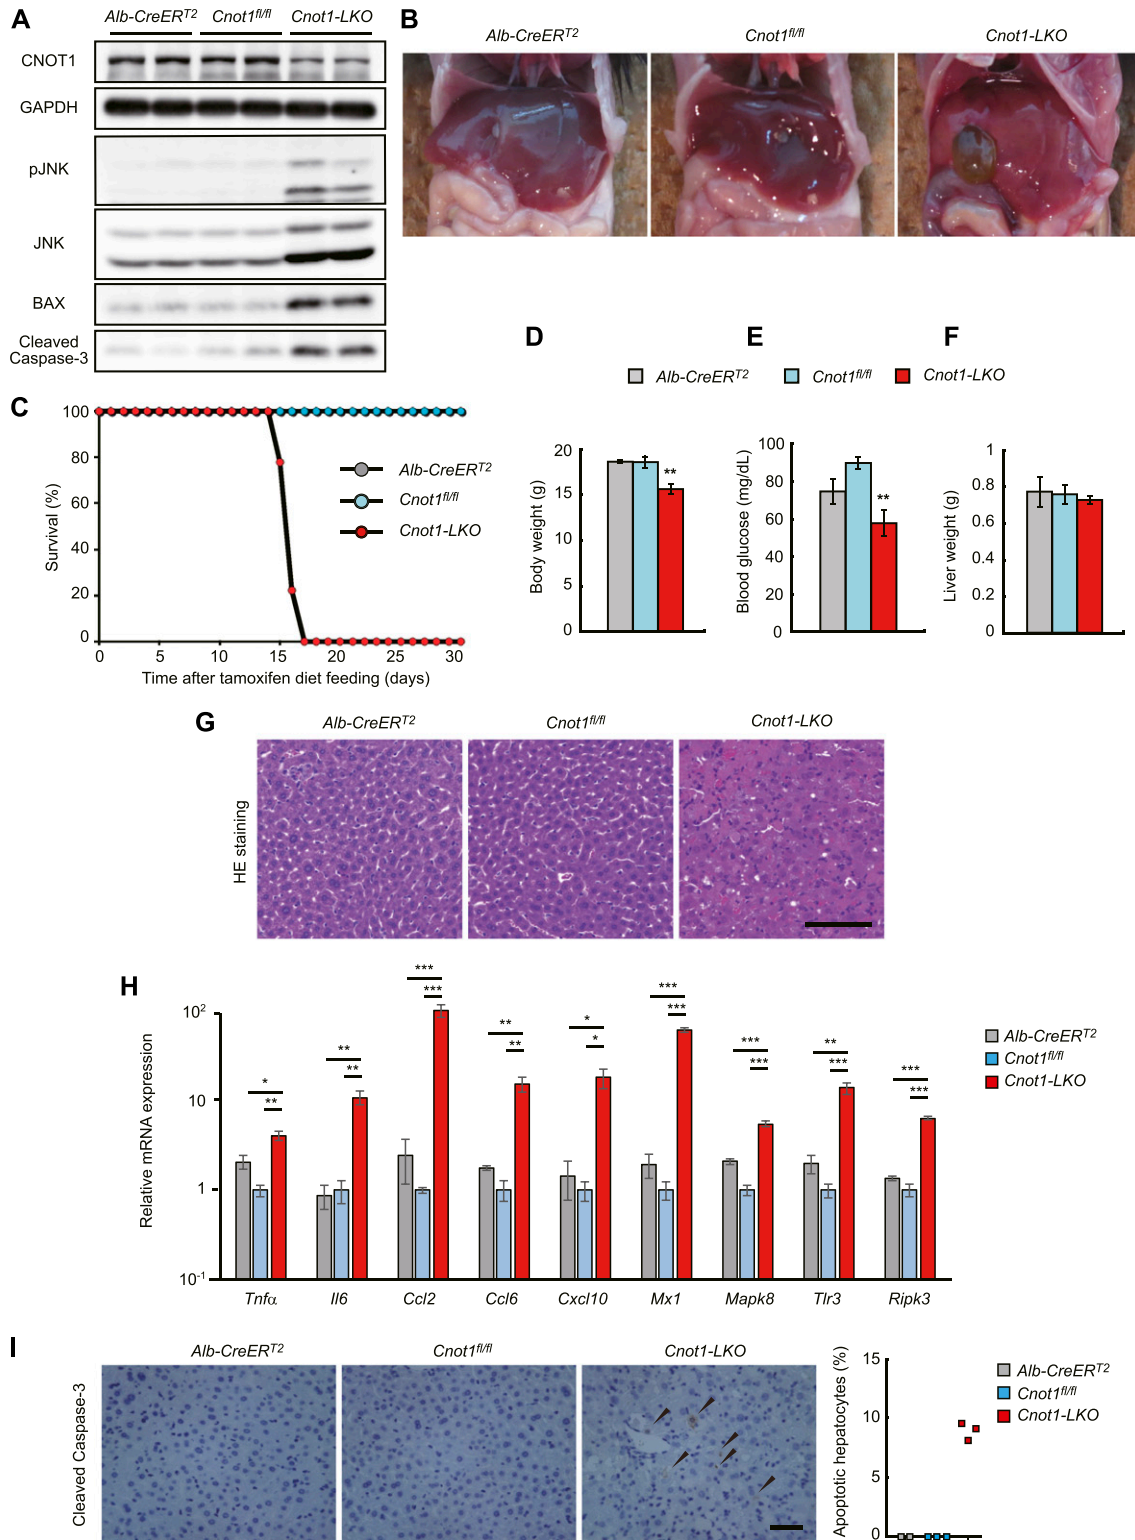 A
Alb-CreERT2 Cnot1fl/fl Cnot1-LKO
CNOT1
GAPDH
pJNK
JNK
BAX
Cleaved
Caspase-3
B
Alb-CreERT2 Cnot1fl/fl Cnot1-LKO
C
100
80
60
40
20
0
Survival (%)
0 5 10 15 20 25 30
Time after tamoxifen diet feeding (days)
Alb-CreERT2
Cnot1fl/fl
Cnot1-LKO
D E F
Alb-CreERT2 Cnot1fl/fl Cnot1-LKO
20
15
10
5
0
Body weight (g)
**
100
80
60
40
20
0
Blood glucose (mg/dL)
**
1
0.8
0.6
0.4
0.2
0
Liver weight (g)
G
Alb-CreERT2 Cnot1fl/fl Cnot1-LKO
HE staining
H
102
10
1
10-1
Relative mRNA expression
* ** ** ** *** *** ** ** * * *** *** *** *** ** *** *** ***
Tnfα Il6 Ccl2 Ccl6 Cxcl10 Mx1 Mapk8 Tlr3 Ripk3
Alb-CreERT2
Cnot1fl/fl
Cnot1-LKO
I
Alb-CreERT2 Cnot1fl/fl Cnot1-LKO
Cleaved Caspase-3
15
10
5
0
Apoptotic hepatocytes (%)
Alb-CreERT2
Cnot1fl/fl
Cnot1-LKO